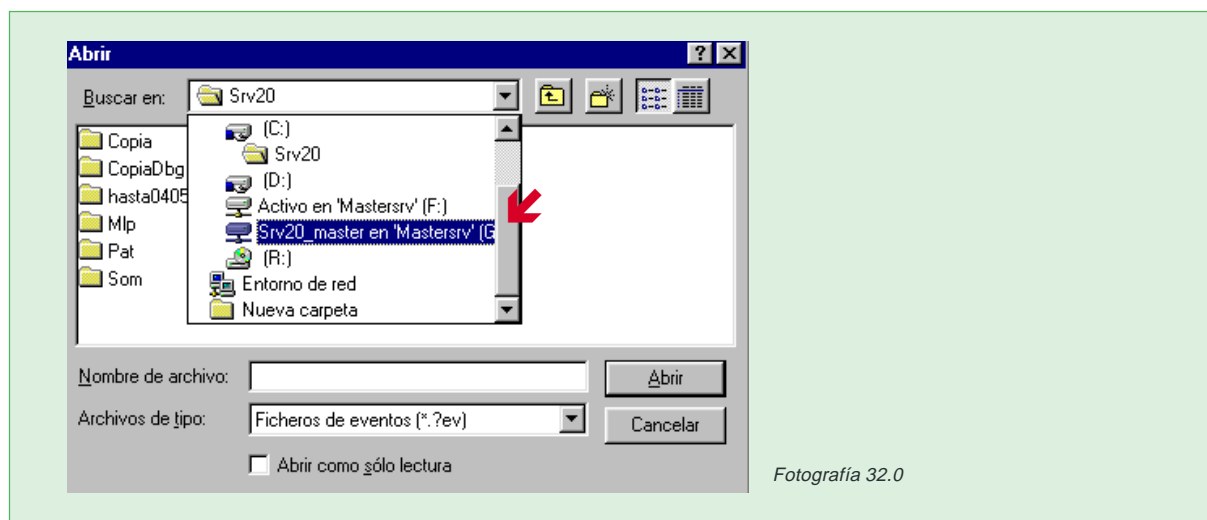 Abrir
Buscar en: Srv20
Copia
CopiaDbg
hasta0405
Mlp
Pat
Som
(C:)
Srv20
(D:)
Activo en 'Mastersrv' (F:)
Srv20_master en 'Mastersrv' (G
(R:)
Entorno de red
Nueva carpeta
Nombre de archivo:
Abrir
Archivos de tipo: Ficheros de eventos (*.?ev)
Cancelar
Abrir como sólo lectura
Fotografía 32.0